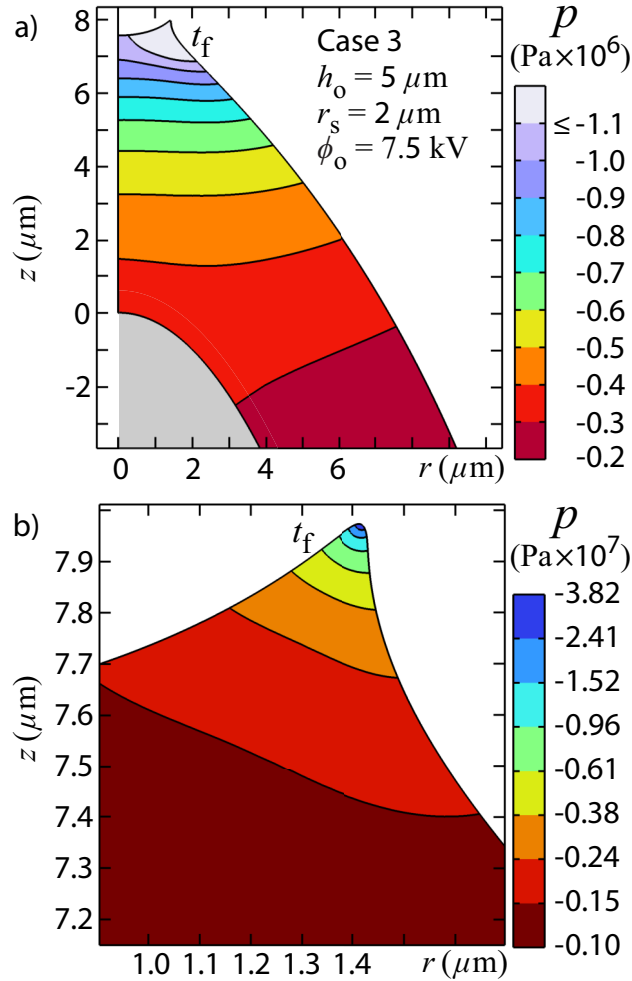 a)
8
6
4
2
0
-2
z (μm)
t_f
Case 3
h_o = 5 μm
r_s = 2 μm
ϕ_o = 7.5 kV
0
2
4
6
r (μm)
p
(Pa×10⁶)
≤ -1.1
-1.0
-0.9
-0.8
-0.7
-0.6
-0.5
-0.4
-0.3
-0.2
b)
7.9
7.8
7.7
7.6
7.5
7.4
7.3
7.2
z (μm)
t_f
1.0
1.1
1.2
1.3
1.4
r (μm)
p
(Pa×10⁷)
-3.82
-2.41
-1.52
-0.96
-0.61
-0.38
-0.24
-0.15
-0.10